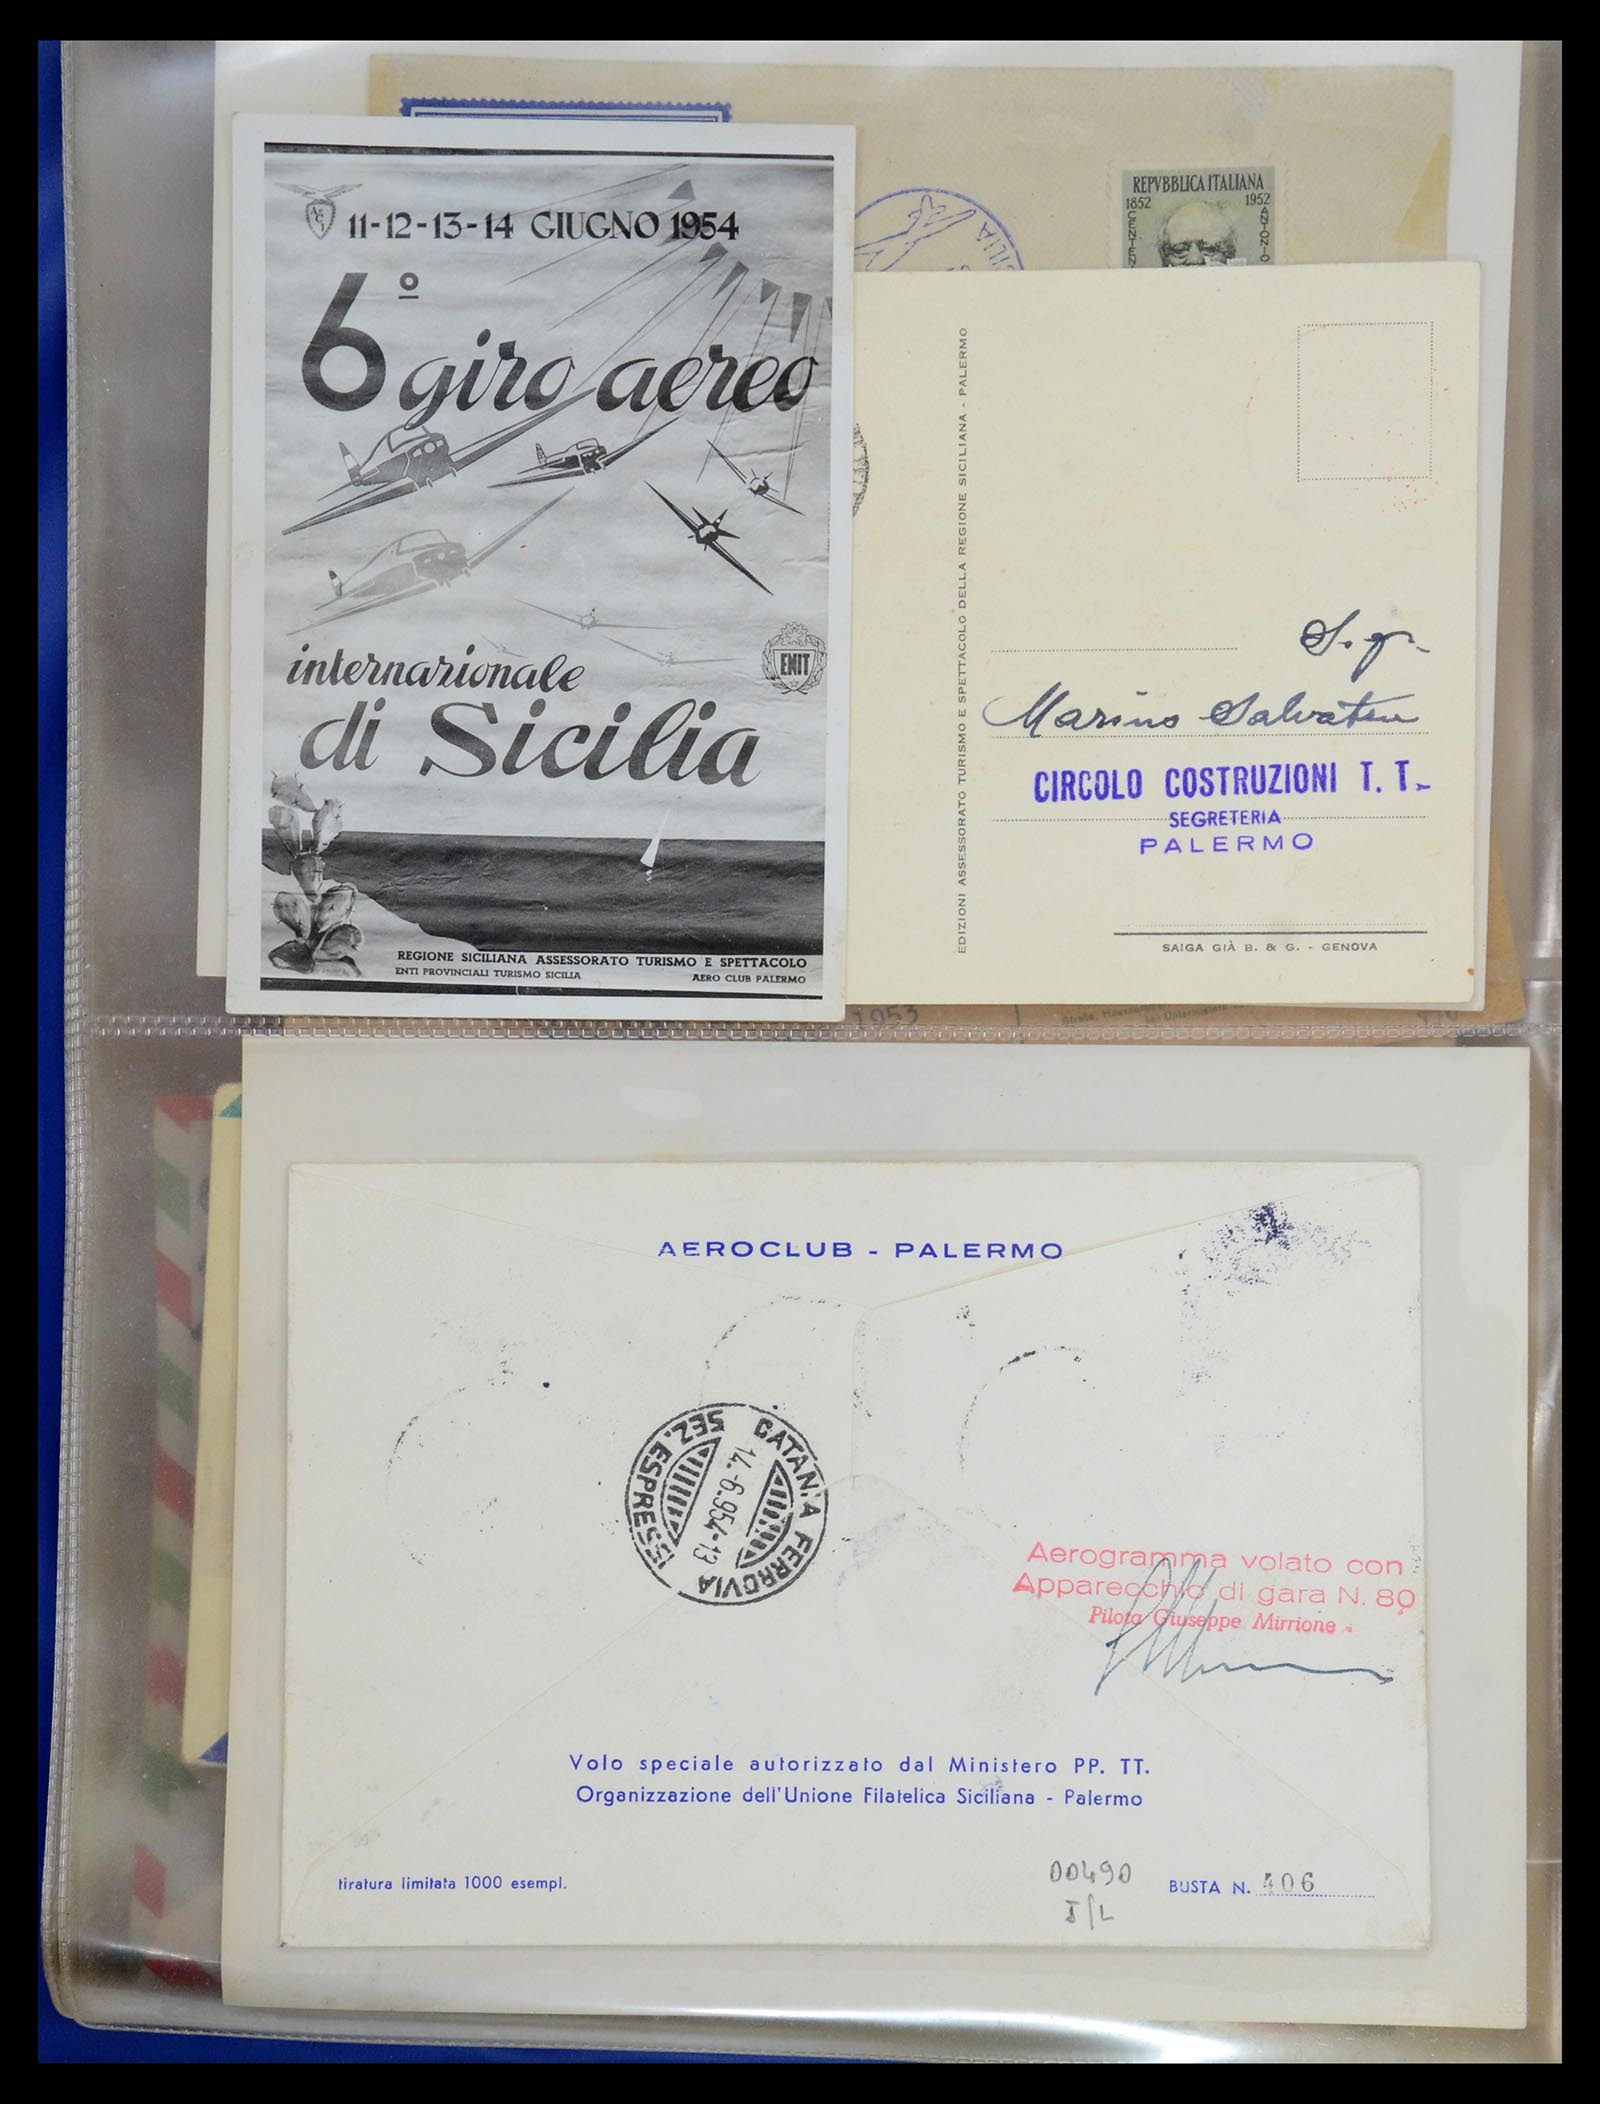 11-12-13-14 GIUGNO 1954
6º giro aereo
internazionale
di Sicilia
ENIT
REGIONE SICILIANA ASSESSORATO TURISMO E SPETTACOLO
ENTI PROVINCIALI TURISMO SICILIA
AERO CLUB PALERMO
REPVBBLICA ITALIANA
1852 1952
ANTONIO
EDIZIONI ASSESSORATO TURISMO E SPETTACOLO DELLA REGIONE SICILIANA - PALERMO
Sig.
Marino Salvatore
CIRCOLO COSTRUZIONI T. T.
SEGRETERIA
PALERMO
SAIGA GIÀ B. & G. - GENOVA
1953
AEROCLUB - PALERMO
CATANIA FERROVIA
SEZ. ESPRESSI
14.-6.954-13
Aerogramma volato con
Apparecchio di gara N. 80
Pilota Giuseppe Mirrione
Volo speciale autorizzato dal Ministero PP. TT.
Organizzazione dell'Unione Filatelica Siciliana - Palermo
tiratura limitata 1000 esempl.
00490
BUSTA N. 406